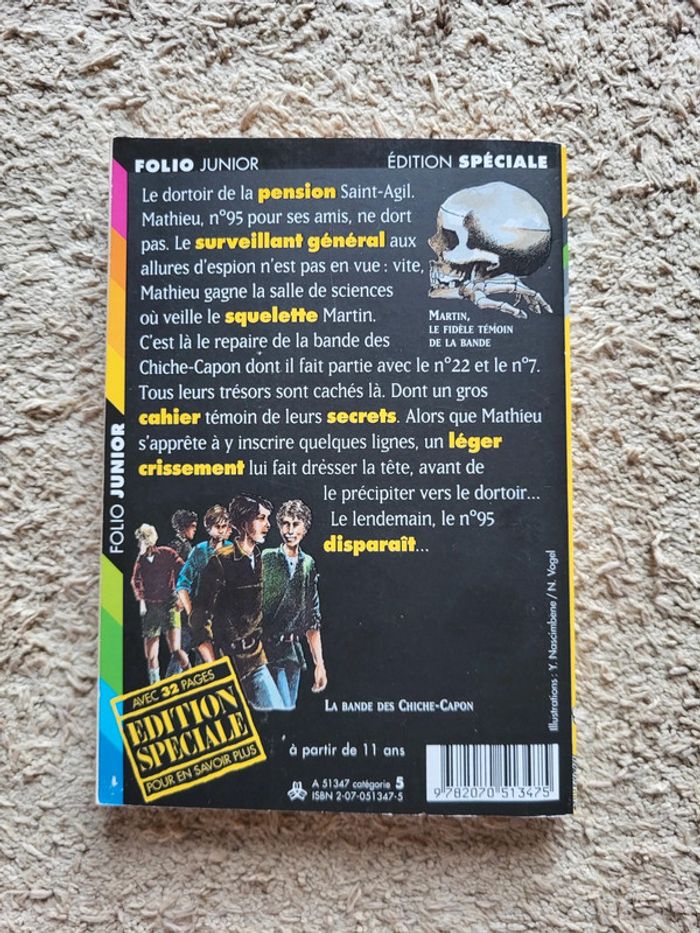 FOLIO JUNIOR
ÉDITION SPÉCIALE
Le dortoir de la pension Saint-Agil.
Mathieu, n°95 pour ses amis, ne dort
pas. Le surveillant général aux
allures d'espion n'est pas en vue : vite,
Mathieu gagne la salle de sciences
où veille le squelette Martin.
MARTIN,
LE FIDÈLE TÉMOIN
DE LA BANDE
C'est là le repaire de la bande des
Chiche-Capon dont il fait partie avec le n°22 et le n°7.
Tous leurs trésors sont cachés là. Dont un gros
cahier témoin de leurs secrets. Alors que Mathieu
s'apprête à y inscrire quelques lignes, un léger
crissement lui fait drèsser la tête, avant de
le précipiter vers le dortoir...
Le lendemain, le n°95
disparaît...
FOLIO JUNIOR
LA BANDE DES CHICHE-CAPON
AVEC 32 PAGES
EDITION
SPECIALE
POUR EN SAVOIR PLUS
à partir de 11 ans
A 51347 catégorie 5
ISBN 2-07-051347-5
9 782070 513475
Illustrations : Y. Nascimbène / N. Vogel